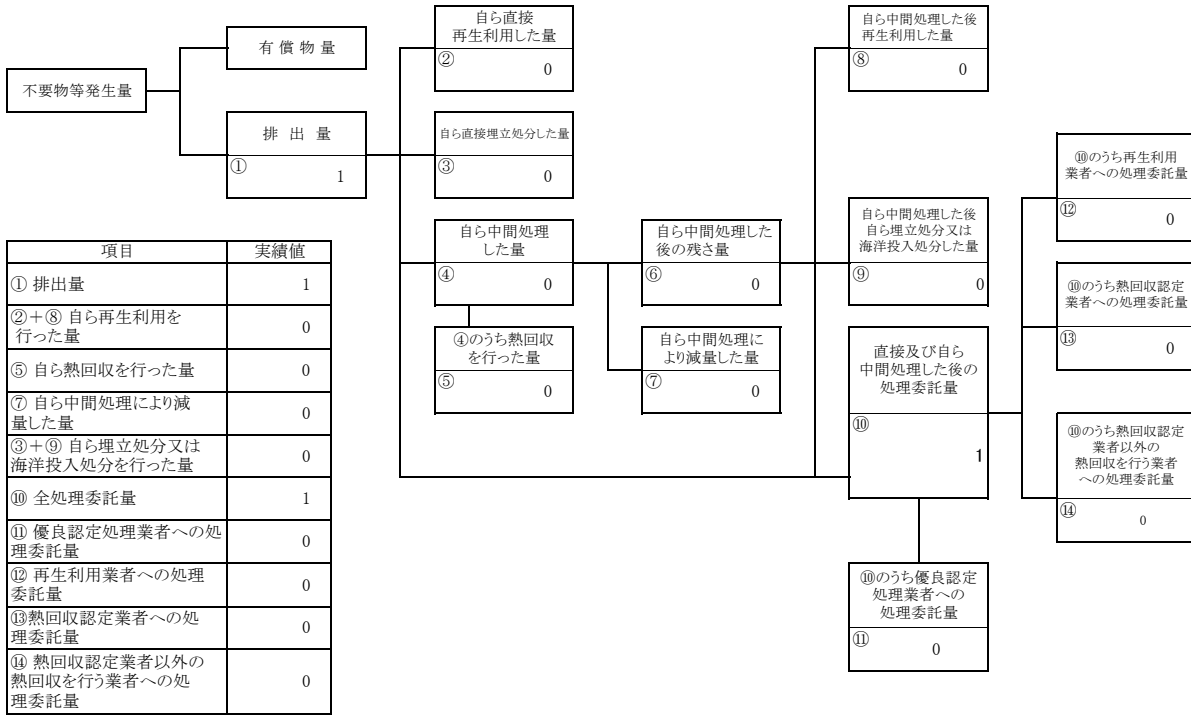 不要物等発生量
有 償 物 量
排 出 量
①
1
自ら直接
再生利用した量
②
0
自ら直接埋立処分した量
③
0
自ら中間処理
した量
④
0
④のうち熱回収
を行った量
⑤
0
自ら中間処理した
後の残さ量
⑥
0
自ら中間処理に
より減量した量
⑦
0
自ら中間処理した後
再生利用した量
⑧
0
自ら中間処理した後
自ら埋立処分又は
海洋投入処分した量
⑨
0
直接及び自ら
中間処理した後の
処理委託量
⑩
1
⑩のうち優良認定
処理業者への
処理委託量
⑪
0
⑩のうち再生利用
業者への処理委託量
⑫
0
⑩のうち熱回収認定
業者への処理委託量
⑬
0
⑩のうち熱回収認定
業者以外の
熱回収を行う業者
への処理委託量
⑭
0
項目 実績値
① 排出量 1
②+⑧ 自ら再生利用を
行った量 0
⑤ 自ら熱回収を行った量 0
⑦ 自ら中間処理により減
量した量 0
③+⑨ 自ら埋立処分又は
海洋投入処分を行った量 0
⑩ 全処理委託量 1
⑪ 優良認定処理業者への処
理委託量 0
⑫ 再生利用業者への処理
委託量 0
⑬熱回収認定業者への処
理委託量 0
⑭ 熱回収認定業者以外の
熱回収を行う業者への処
理委託量 0